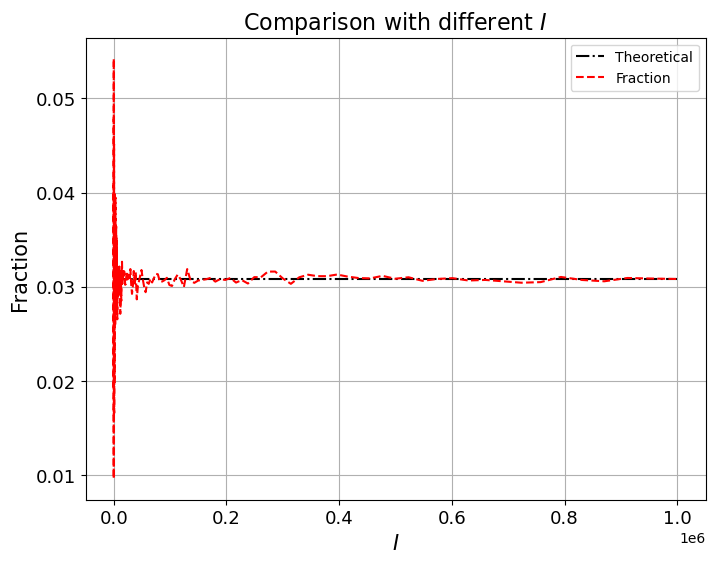 Comparison with different I
Theoretical
Fraction
Fraction
0.05
0.04
0.03
0.02
0.01
0.0 0.2 0.4 0.6 0.8 1.0
1e6
I